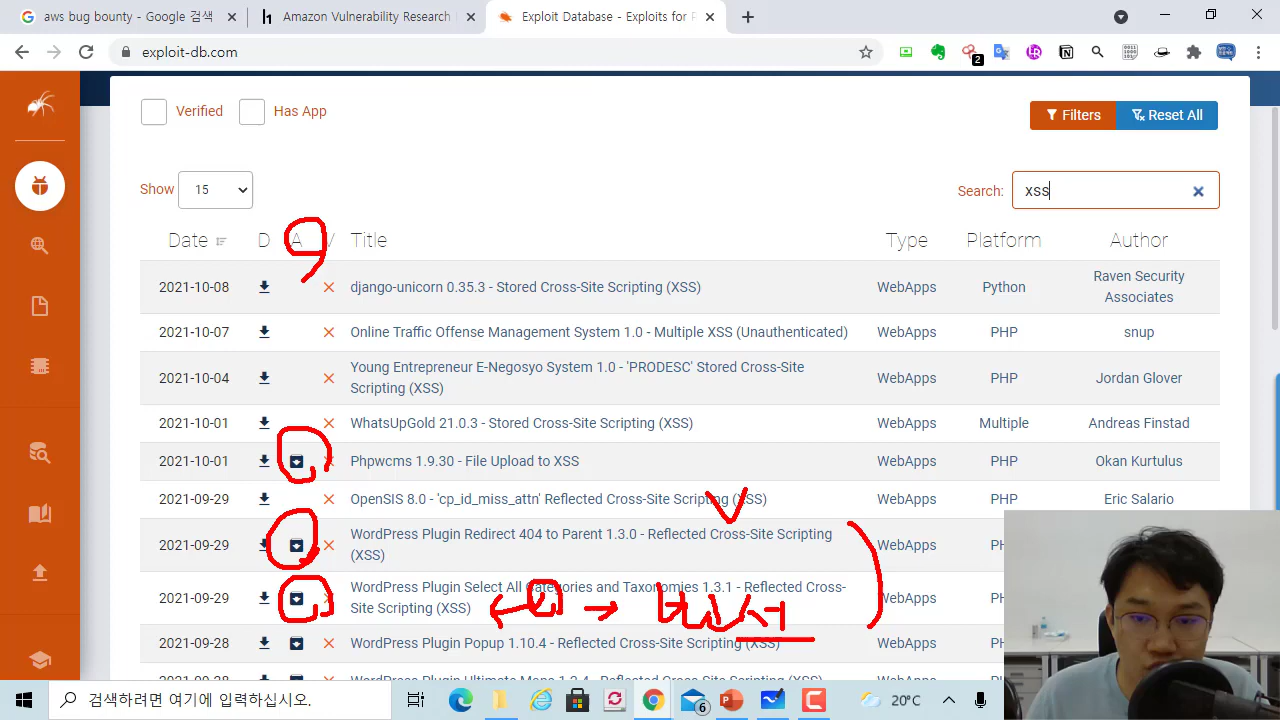 aws bug bounty - Google 검색
Amazon Vulnerability Research
Exploit Database - Exploits for
exploit-db.com
2
Verified
Has App
Filters
Reset All
Show
15
Search:
xss
Date D A V Title Type Platform Author
2021-10-08 django-unicorn 0.35.3 - Stored Cross-Site Scripting (XSS) WebApps Python Raven Security
Associates
2021-10-07 Online Traffic Offense Management System 1.0 - Multiple XSS (Unauthenticated) WebApps PHP snup
2021-10-04 Young Entrepreneur E-Negosyo System 1.0 - 'PRODESC' Stored Cross-Site
Scripting (XSS) WebApps PHP Jordan Glover
2021-10-01 WhatsUpGold 21.0.3 - Stored Cross-Site Scripting (XSS) WebApps Multiple Andreas Finstad
2021-10-01 Phpwcms 1.9.30 - File Upload to XSS WebApps PHP Okan Kurtulus
2021-09-29 OpenSIS 8.0 - 'cp_id_miss_attn' Reflected Cross-Site Scripting (XSS) WebApps PHP Eric Salario
2021-09-29 WordPress Plugin Redirect 404 to Parent 1.3.0 - Reflected Cross-Site Scripting
(XSS) WebApps
2021-09-29 WordPress Plugin Select All Categories and Taxonomies 1.3.1 - Reflected Cross-
Site Scripting (XSS) WebApps
2021-09-28 WordPress Plugin Popup 1.10.4 - Reflected Cross-Site Scripting (XSS) WebApps
검색하려면 여기에 입력하십시오.
6
20°C